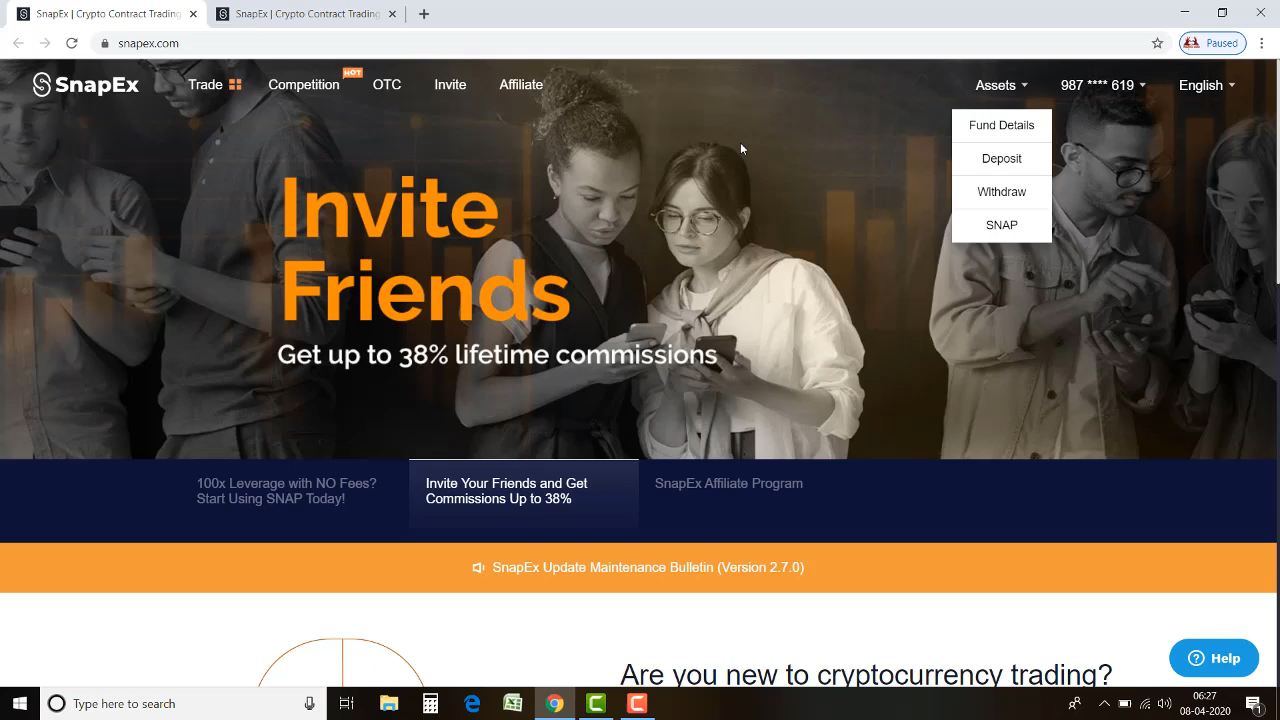 SnapEx | Crypto Contract Trading
SnapEx | Crypto Contract Trading
snapex.com
Paused
SnapEx
Trade
Competition
HOT
OTC
Invite
Affiliate
Assets
987 **** 619
English
Fund Details
Deposit
Withdraw
SNAP
Invite
Friends
Get up to 38% lifetime commissions
100x Leverage with NO Fees?
Start Using SNAP Today!
Invite Your Friends and Get
Commissions Up to 38%
SnapEx Affiliate Program
SnapEx Update Maintenance Bulletin (Version 2.7.0)
Are you new to cryptocurrency trading?
Help
Type here to search
06:27
08-04-2020
1